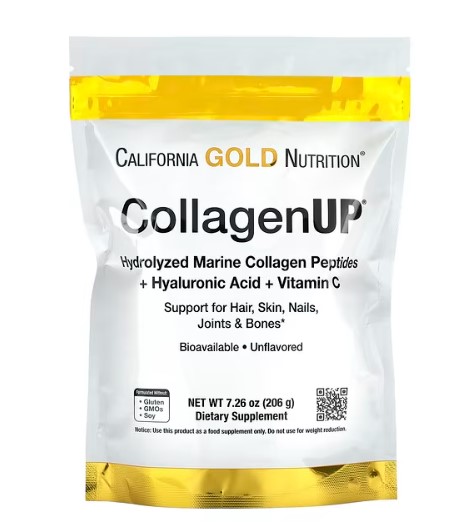 CALIFORNIA GOLD NUTRITION®
CollagenUP®
Hydrolyzed Marine Collagen Peptides
+ Hyaluronic Acid + Vitamin C
Support for Hair, Skin, Nails,
Joints & Bones*
Bioavailable • Unflavored
Formulated Without
• Gluten
• GMOs
• Soy
NET WT 7.26 oz (206 g)
Dietary Supplement
Notice: Use this product as a food supplement only. Do not use for weight reduction.